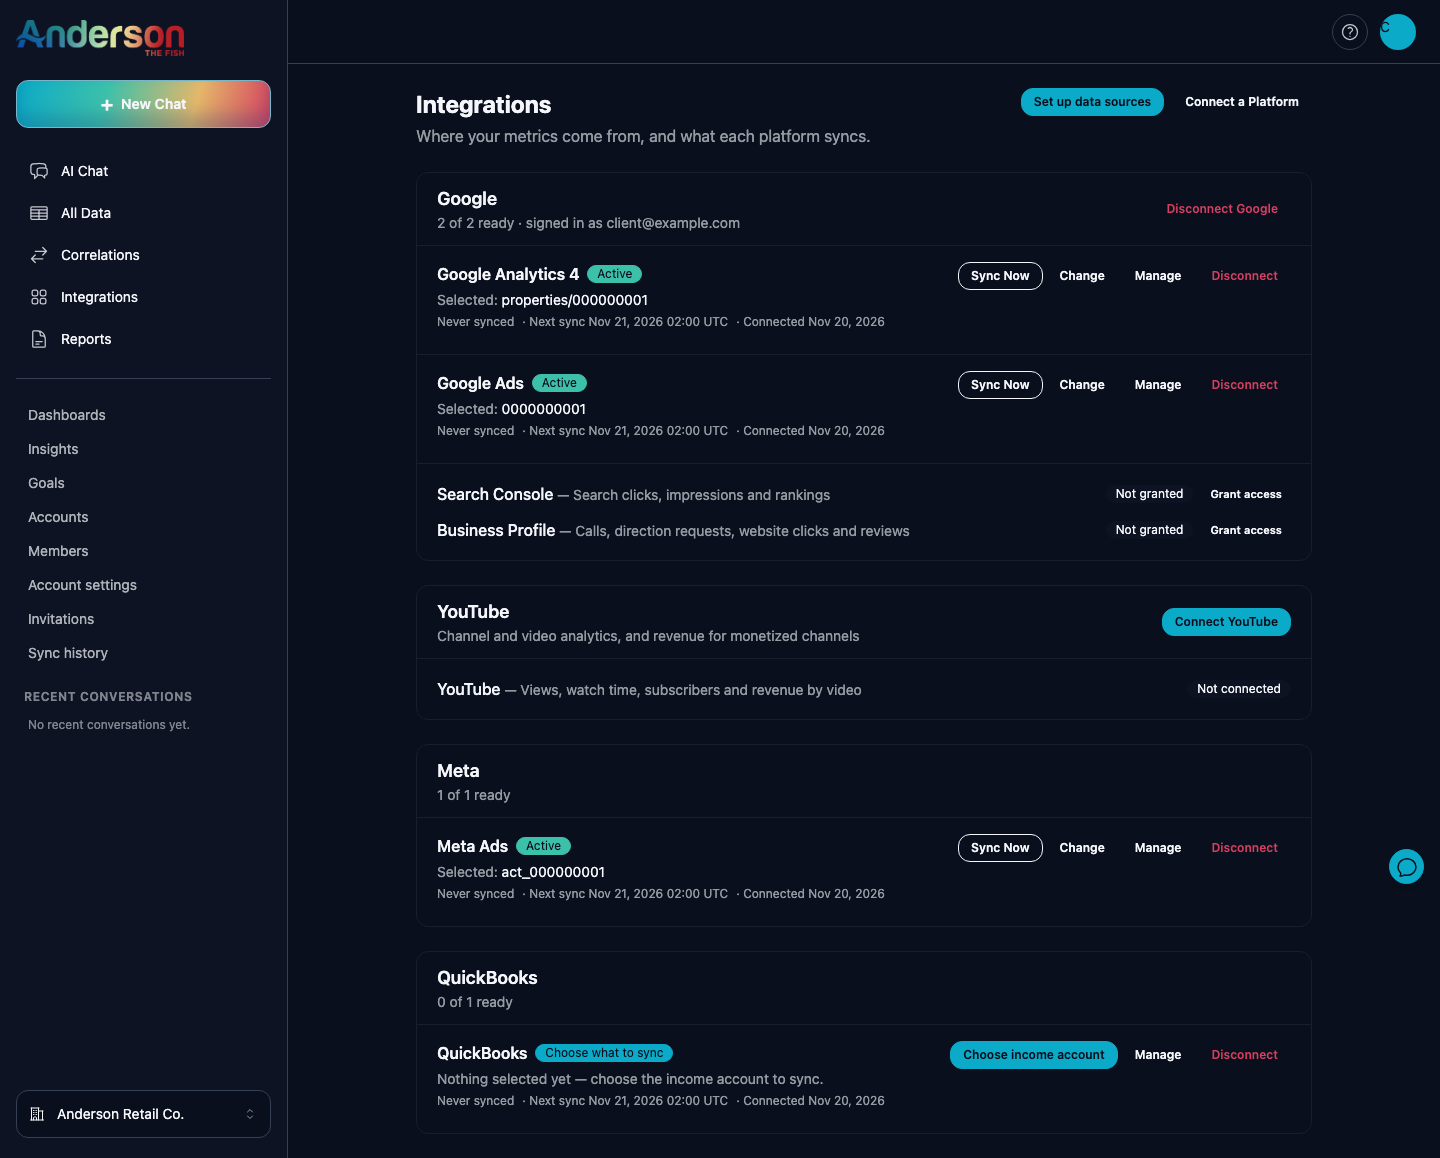 Anderson
THE FISH
New Chat
AI Chat
All Data
Correlations
Integrations
Reports
Dashboards
Insights
Goals
Accounts
Members
Account settings
Invitations
Sync history
RECENT CONVERSATIONS
No recent conversations yet.
Anderson Retail Co.
C
Integrations
Where your metrics come from, and what each platform syncs.
Set up data sources
Connect a Platform
Google
2 of 2 ready · signed in as client@example.com
Disconnect Google
Google Analytics 4 Active
Sync Now Change Manage Disconnect
Selected: properties/000000001
Never synced · Next sync Nov 21, 2026 02:00 UTC · Connected Nov 20, 2026
Google Ads Active
Sync Now Change Manage Disconnect
Selected: 0000000001
Never synced · Next sync Nov 21, 2026 02:00 UTC · Connected Nov 20, 2026
Search Console — Search clicks, impressions and rankings
Not granted Grant access
Business Profile — Calls, direction requests, website clicks and reviews
Not granted Grant access
YouTube
Channel and video analytics, and revenue for monetized channels
Connect YouTube
YouTube — Views, watch time, subscribers and revenue by video
Not connected
Meta
1 of 1 ready
Meta Ads Active
Sync Now Change Manage Disconnect
Selected: act_000000001
Never synced · Next sync Nov 21, 2026 02:00 UTC · Connected Nov 20, 2026
QuickBooks
0 of 1 ready
QuickBooks Choose what to sync
Choose income account Manage Disconnect
Nothing selected yet — choose the income account to sync.
Never synced · Next sync Nov 21, 2026 02:00 UTC · Connected Nov 20, 2026